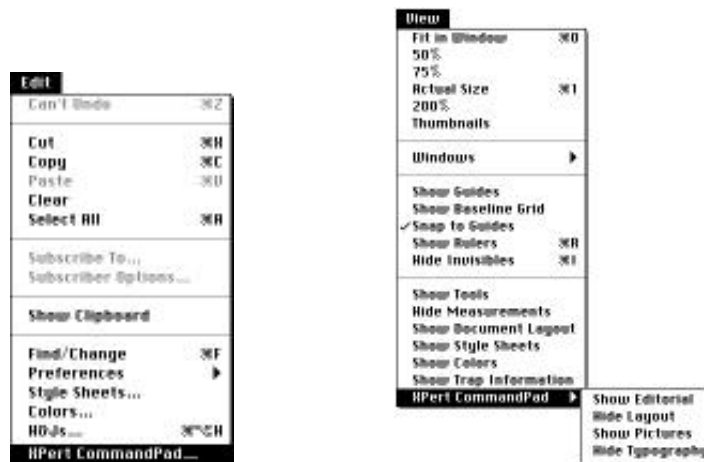 Edit
Can't Undo ⌘Z
Cut ⌘X
Copy ⌘C
Paste ⌘V
Clear
Select All ⌘A
Subscribe To...
Subscriber Options...
Show Clipboard
Find/Change ⌘F
Preferences ▶
Style Sheets...
Colors...
H&Js...
XPert CommandPad...
View
Fit in Window ⌘0
50%
75%
Actual Size ⌘1
200%
Thumbnails
Windows ▶
Show Guides
Show Baseline Grid
✓Snap to Guides
Show Rulers ⌘R
Hide Invisibles ⌘I
Show Tools
Hide Measurements
Show Document Layout
Show Style Sheets
Show Colors
Show Trap Information
XPert CommandPad ▶
Show Editorial
Hide Layout
Show Pictures
Hide Typography